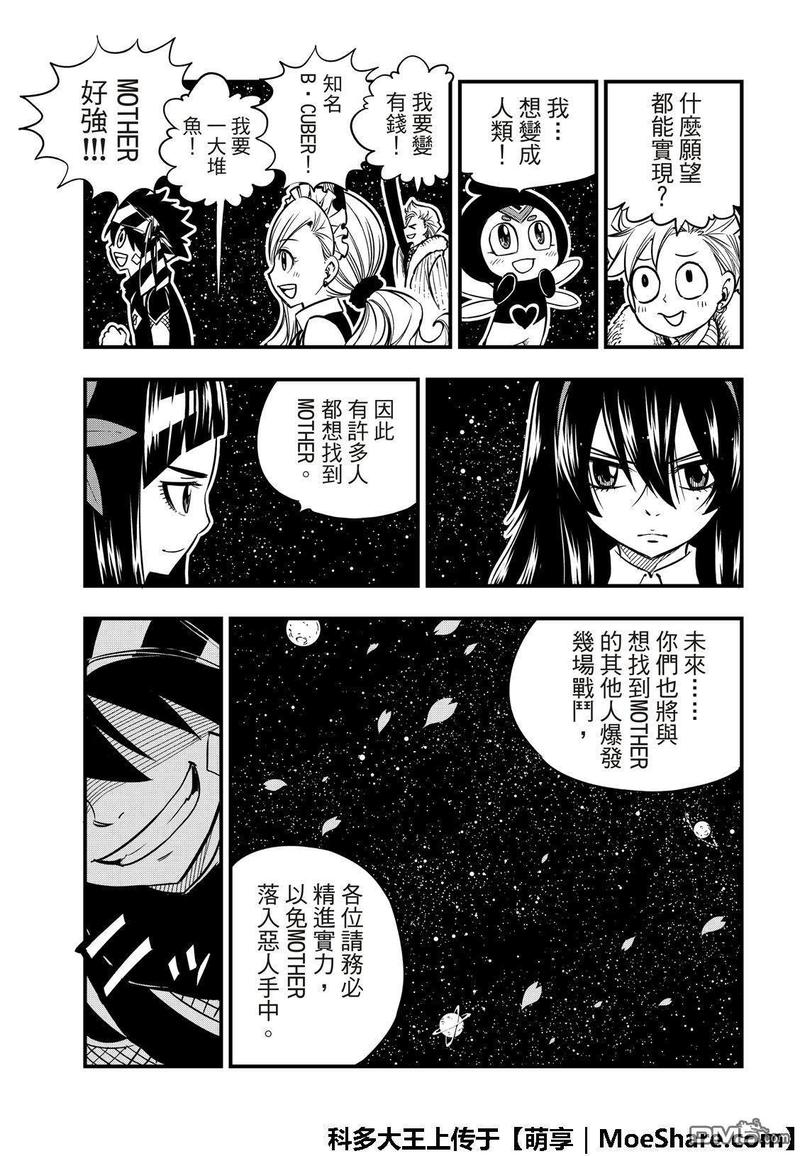 什麼願望
都能實現?
我⋯
想變成
人類!
我要變
有錢!
知名
B・CUBER!
我要
一大堆
魚!
MOTHER
好強!!!
因此
有許多人
都想找到
MOTHER。
未來⋯⋯
你們也將與
想找到MOTHER
的其他人爆發
幾場戰鬥,
各位請務必
精進實力,
以免MOTHER
落入惡人手中。
科多大王上传于【萌享|MoeShare.com】